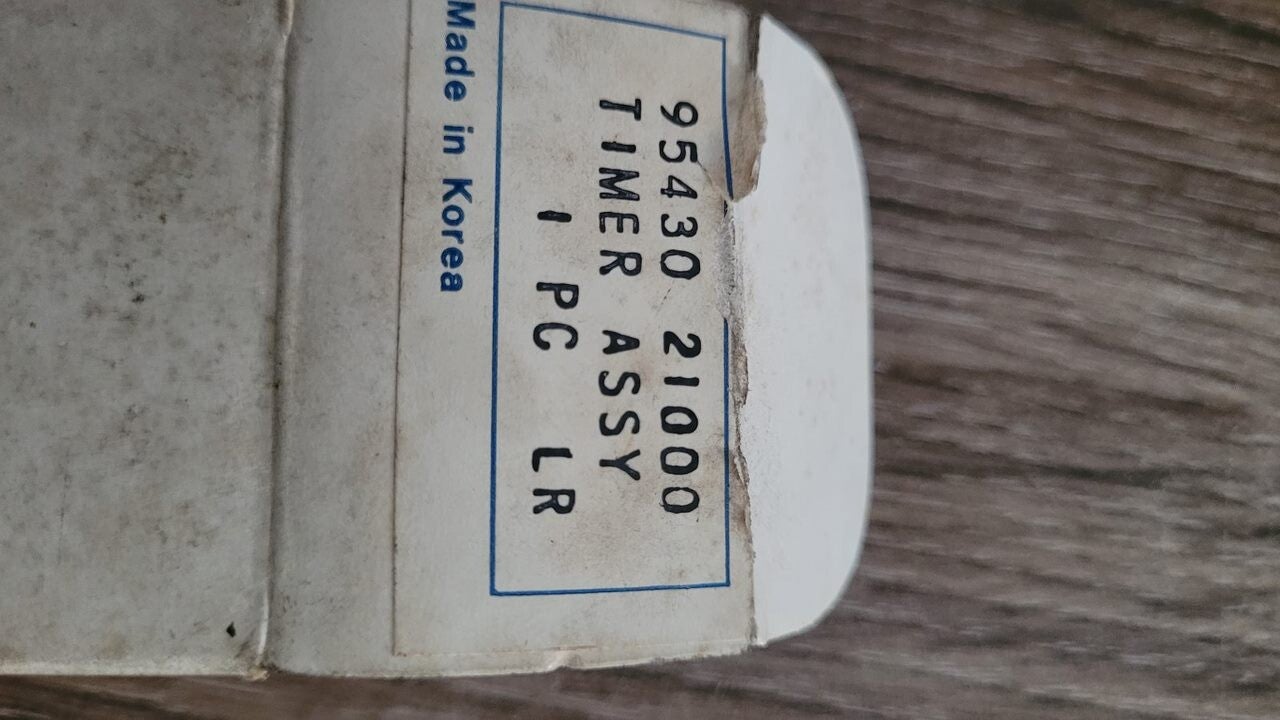 95430 21000
TIMER ASSY
1 PC LR
Made in Korea